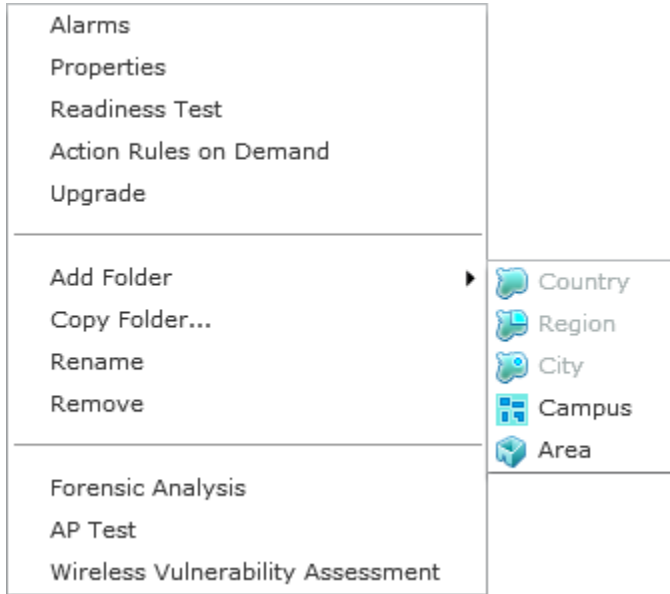 Alarms
Properties
Readiness Test
Action Rules on Demand
Upgrade
Add Folder
Copy Folder...
Rename
Remove
Forensic Analysis
AP Test
Wireless Vulnerability Assessment
Country
Region
City
Campus
Area